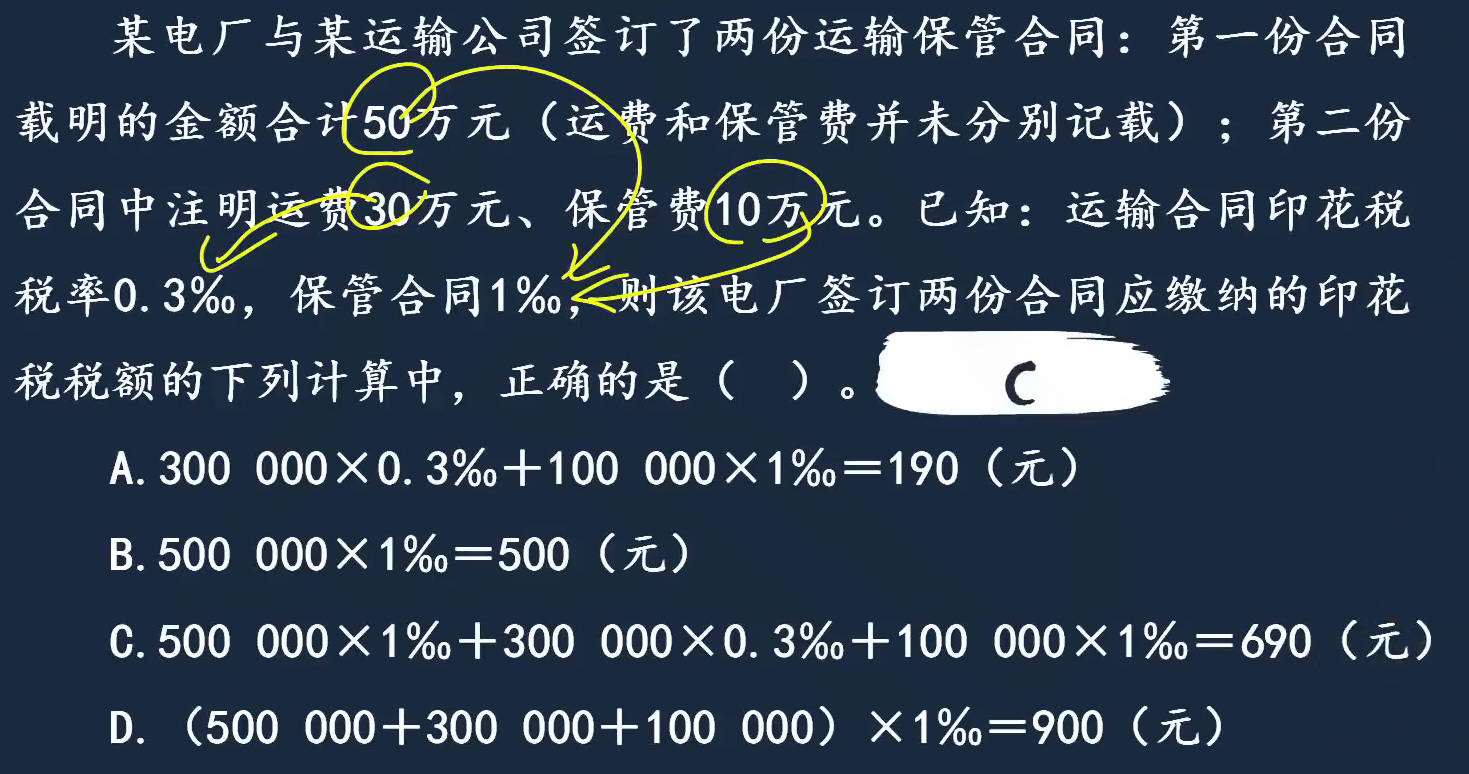 某电厂与某运输公司签订了两份运输保管合同：第一份合同
载明的金额合计50万元（运费和保管费并未分别记载）；第二份
合同中注明运费30万元、保管费10万元。已知：运输合同印花税
税率0.3‰，保管合同1‰，则该电厂签订两份合同应缴纳的印花
税税额的下列计算中，正确的是（ ）。 C
A.300 000×0.3‰＋100 000×1‰＝190（元）
B.500 000×1‰＝500（元）
C.500 000×1‰＋300 000×0.3‰＋100 000×1‰＝690（元）
D.（500 000＋300 000＋100 000）×1‰＝900（元）